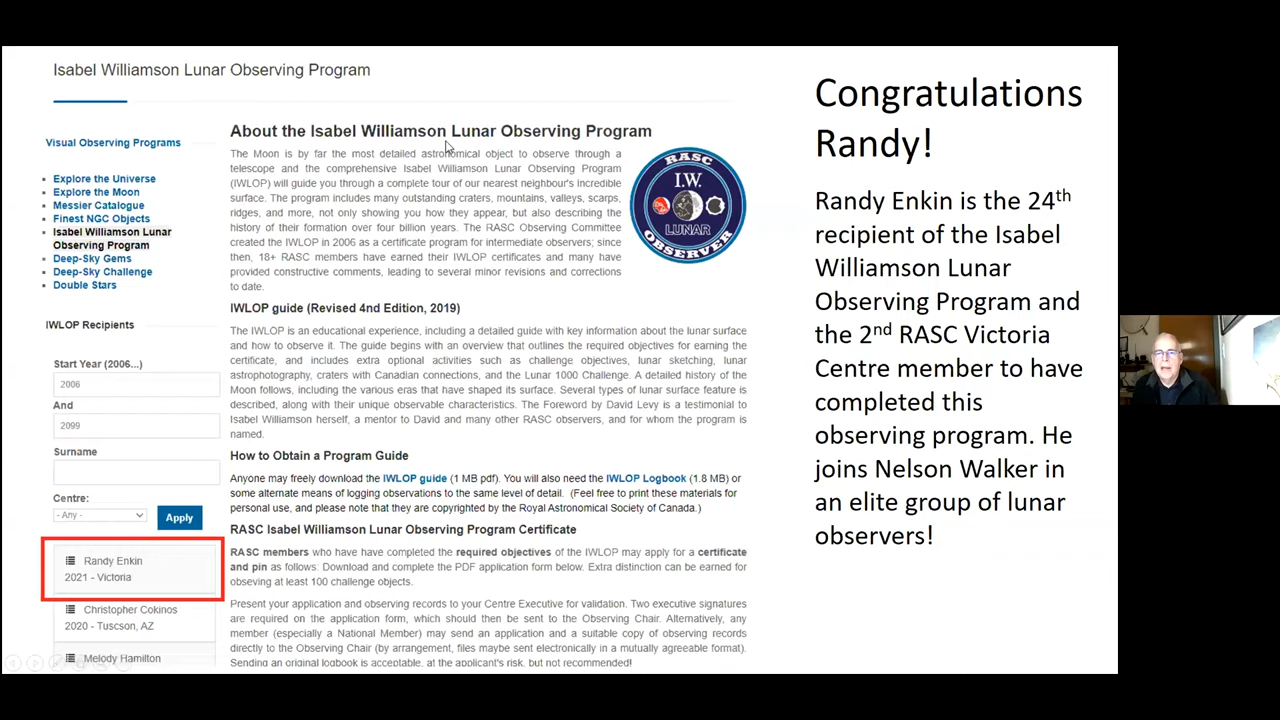 Isabel Williamson Lunar Observing Program
Visual Observing Programs
Explore the Universe
Explore the Moon
Messier Catalogue
Finest NGC Objects
Isabel Williamson Lunar
Observing Program
Deep-Sky Gems
Deep-Sky Challenge
Double Stars
IWLOP Recipients
Start Year (2006...)
2006
And
2099
Surname
Centre:
- Any -
Apply
Randy Enkin
2021 - Victoria
Christopher Cokinos
2020 - Tuscson, AZ
Melody Hamilton
About the Isabel Williamson Lunar Observing Program
The Moon is by far the most detailed astronomical object to observe through a
telescope and the comprehensive Isabel Williamson Lunar Observing Program
(IWLOP) will guide you through a complete tour of our nearest neighbour's incredible
surface. The program includes many outstanding craters, mountains, valleys, scarps,
ridges, and more, not only showing you how they appear, but also describing the
history of their formation over four billion years. The RASC Observing Committee
created the IWLOP in 2006 as a certificate program for intermediate observers; since
then, 18+ RASC members have earned their IWLOP certificates and many have
provided constructive comments, leading to several minor revisions and corrections
to date.
RASC
I.W.
LUNAR
OBSERVER
IWLOP guide (Revised 4nd Edition, 2019)
The IWLOP is an educational experience, including a detailed guide with key information about the lunar surface
and how to observe it. The guide begins with an overview that outlines the required objectives for earning the
certificate, and includes extra optional activities such as challenge objectives, lunar sketching, lunar
astrophotography, craters with Canadian connections, and the Lunar 1000 Challenge. A detailed history of the
Moon follows, including the various eras that have shaped its surface. Several types of lunar surface feature is
described, along with their unique observable characteristics. The Foreword by David Levy is a testimonial to
Isabel Williamson herself, a mentor to David and many other RASC observers, and for whom the program is
named.
How to Obtain a Program Guide
Anyone may freely download the IWLOP guide (1 MB pdf). You will also need the IWLOP Logbook (1.8 MB) or
some alternate means of logging observations to the same level of detail. (Feel free to print these materials for
personal use, and please note that they are copyrighted by the Royal Astronomical Society of Canada.)
RASC Isabel Williamson Lunar Observing Program Certificate
RASC members who have have completed the required objectives of the IWLOP may apply for a certificate
and pin as follows: Download and complete the PDF application form below. Extra distinction can be earned for
obseving at least 100 challenge objects.
Present your application and observing records to your Centre Executive for validation. Two executive signatures
are required on the application form, which should then be sent to the Observing Chair. Alternatively, any
member (especially a National Member) may send an application and a suitable copy of observing records
directly to the Observing Chair (by arrangement, files maybe sent electronically in a mutually agreeable format).
Sending an original logbook is acceptable, at the applicant's risk, but not recommended!
Congratulations
Randy!
Randy Enkin is the 24th
recipient of the Isabel
Williamson Lunar
Observing Program and
the 2nd RASC Victoria
Centre member to have
completed this
observing program. He
joins Nelson Walker in
an elite group of lunar
observers!